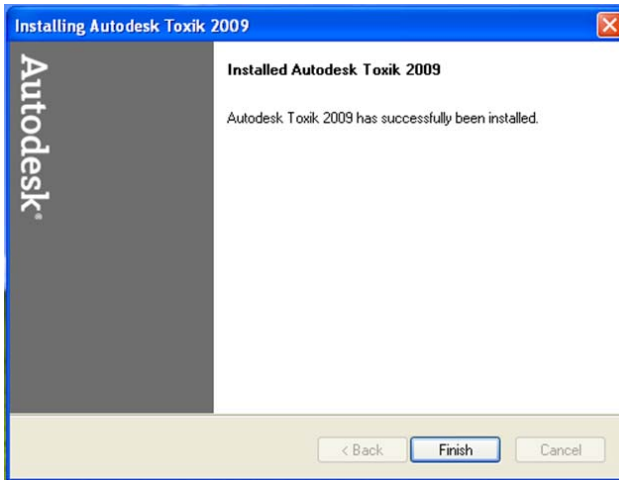 Installing Autodesk Toxik 2009
Autodesk®
Installed Autodesk Toxik 2009
Autodesk Toxik 2009 has successfully been installed.
< Back
Finish
Cancel